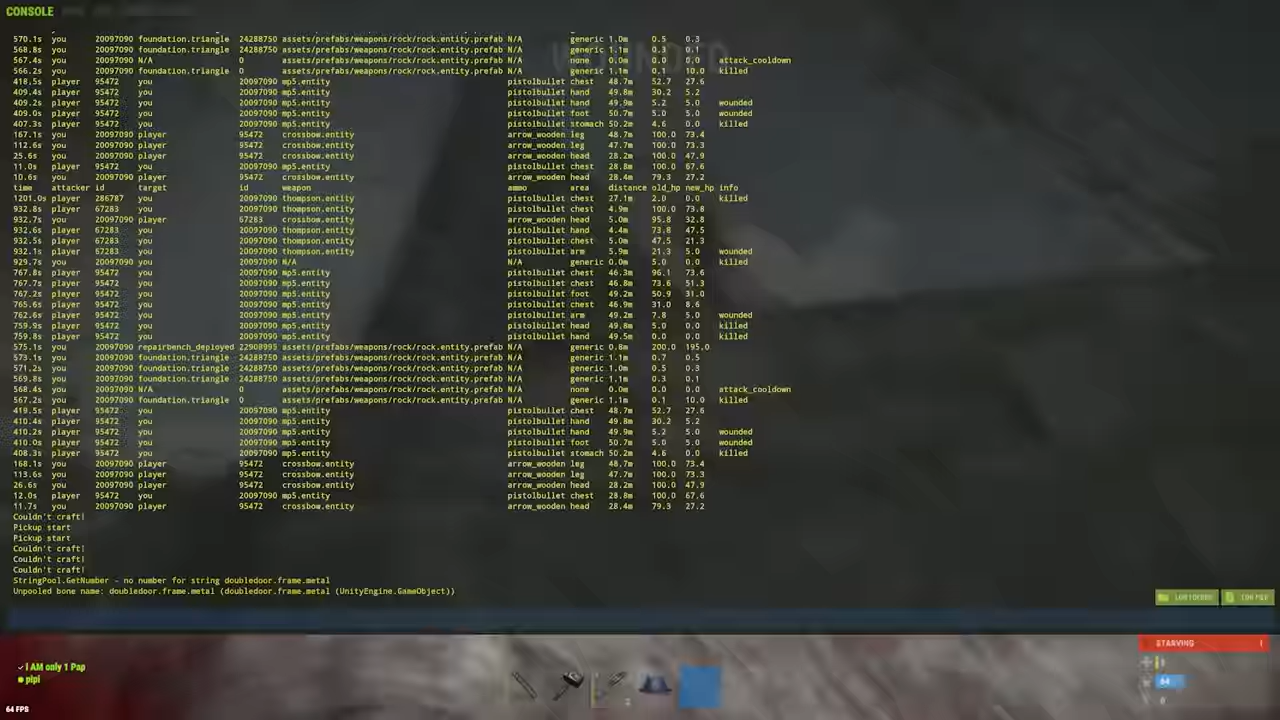 CONSOLE
570.1s you 20097090 foundation.triangle 24288750 assets/prefabs/weapons/rock/rock.entity.prefab N/A generic 1.0m 0.5 0.3
568.8s you 20097090 foundation.triangle 24288750 assets/prefabs/weapons/rock/rock.entity.prefab N/A generic 1.1m 0.3 0.1
567.4s you 20097090 N/A 0 assets/prefabs/weapons/rock/rock.entity.prefab N/A none 0.0m 0.0 0.0 attack_cooldown
566.2s you 20097090 foundation.triangle 0 assets/prefabs/weapons/rock/rock.entity.prefab N/A generic 1.1m 0.1 10.0 killed
418.5s player 95472 you 20097090 mp5.entity pistolbullet chest 48.7m 52.7 27.6
409.4s player 95472 you 20097090 mp5.entity pistolbullet hand 49.8m 30.2 5.2
409.2s player 95472 you 20097090 mp5.entity pistolbullet hand 49.9m 5.2 5.0 wounded
409.0s player 95472 you 20097090 mp5.entity pistolbullet foot 50.7m 5.0 5.0 wounded
407.3s player 95472 you 20097090 mp5.entity pistolbullet stomach 50.2m 4.6 0.0 killed
167.1s you 20097090 player 95472 crossbow.entity arrow_wooden leg 48.7m 100.0 73.4
112.6s you 20097090 player 95472 crossbow.entity arrow_wooden leg 47.7m 100.0 73.3
25.6s you 20097090 player 95472 crossbow.entity arrow_wooden head 28.2m 100.0 47.9
11.0s player 95472 you 20097090 mp5.entity pistolbullet chest 28.8m 100.0 67.6
10.6s you 20097090 player 95472 crossbow.entity arrow_wooden head 28.4m 79.3 27.2
time attacker id target id weapon ammo area distance old_hp new_hp info
1201.0s player 286787 you 20097090 thompson.entity pistolbullet chest 27.1m 2.0 0.0 killed
932.8s player 67283 you 20097090 thompson.entity pistolbullet chest 4.9m 100.0 73.8
932.7s you 20097090 player 67283 crossbow.entity arrow_wooden head 5.0m 95.8 32.8
932.6s player 67283 you 20097090 thompson.entity pistolbullet hand 4.4m 73.8 47.5
932.5s player 67283 you 20097090 thompson.entity pistolbullet chest 5.0m 47.5 21.3
932.1s player 67283 you 20097090 thompson.entity pistolbullet arm 5.9m 21.3 5.0 wounded
929.7s you 20097090 you 20097090 N/A N/A generic 0.0m 5.0 0.0 killed
767.8s player 95472 you 20097090 mp5.entity pistolbullet chest 46.3m 96.1 73.6
767.7s player 95472 you 20097090 mp5.entity pistolbullet chest 46.8m 73.6 51.3
767.2s player 95472 you 20097090 mp5.entity pistolbullet foot 49.2m 50.9 31.0
765.6s player 95472 you 20097090 mp5.entity pistolbullet chest 46.9m 31.0 8.6
762.6s player 95472 you 20097090 mp5.entity pistolbullet arm 49.2m 7.8 5.0 wounded
759.9s player 95472 you 20097090 mp5.entity pistolbullet head 49.8m 5.0 0.0 killed
759.8s player 95472 you 20097090 mp5.entity pistolbullet hand 49.5m 0.0 0.0 killed
575.1s you 20097090 repairbench_deployed 22908995 assets/prefabs/weapons/rock/rock.entity.prefab N/A generic 0.8m 200.0 195.0
573.1s you 20097090 foundation.triangle 24288750 assets/prefabs/weapons/rock/rock.entity.prefab N/A generic 1.1m 0.7 0.5
571.2s you 20097090 foundation.triangle 24288750 assets/prefabs/weapons/rock/rock.entity.prefab N/A generic 1.0m 0.5 0.3
569.8s you 20097090 foundation.triangle 24288750 assets/prefabs/weapons/rock/rock.entity.prefab N/A generic 1.1m 0.3 0.1
568.4s you 20097090 N/A 0 assets/prefabs/weapons/rock/rock.entity.prefab N/A none 0.0m 0.0 0.0 attack_cooldown
567.2s you 20097090 foundation.triangle 0 assets/prefabs/weapons/rock/rock.entity.prefab N/A generic 1.1m 0.1 10.0 killed
419.5s player 95472 you 20097090 mp5.entity pistolbullet chest 48.7m 52.7 27.6
410.4s player 95472 you 20097090 mp5.entity pistolbullet hand 49.8m 30.2 5.2
410.2s player 95472 you 20097090 mp5.entity pistolbullet hand 49.9m 5.2 5.0 wounded
410.0s player 95472 you 20097090 mp5.entity pistolbullet foot 50.7m 5.0 5.0 wounded
408.3s player 95472 you 20097090 mp5.entity pistolbullet stomach 50.2m 4.6 0.0 killed
168.1s you 20097090 player 95472 crossbow.entity arrow_wooden leg 48.7m 100.0 73.4
113.6s you 20097090 player 95472 crossbow.entity arrow_wooden leg 47.7m 100.0 73.3
26.6s you 20097090 player 95472 crossbow.entity arrow_wooden head 28.2m 100.0 47.9
12.0s player 95472 you 20097090 mp5.entity pistolbullet chest 28.8m 100.0 67.6
11.7s you 20097090 player 95472 crossbow.entity arrow_wooden head 28.4m 79.3 27.2
Couldn't craft!
Pickup start
Pickup start
Couldn't craft!
Couldn't craft!
Couldn't craft!
StringPool.GetNumber - no number for string doubledoor.frame.metal
Unpooled bone name: doubledoor.frame.metal (doubledoor.frame.metal (UnityEngine.GameObject))
STARVING 1
I AM only 1 Pap
pipi
64
64 FPS